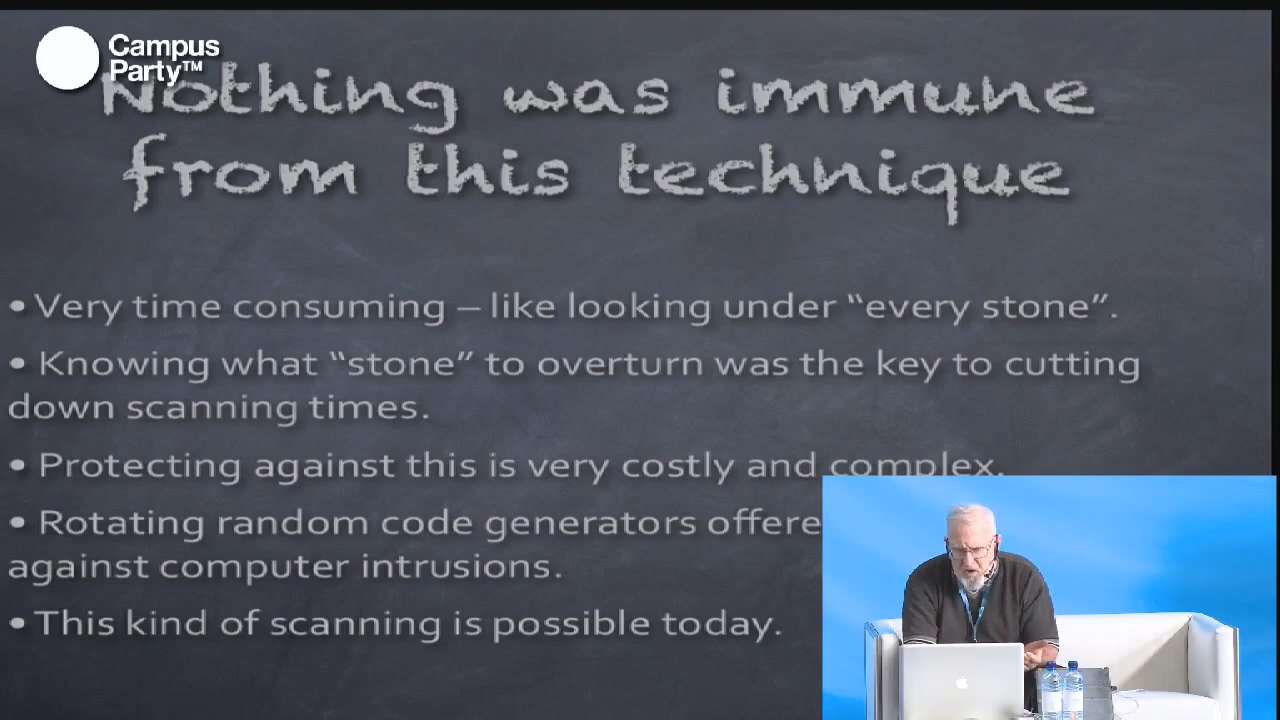 Campus
Party™
Nothing was immune
from this technique
• Very time consuming – like looking under “every stone”.
• Knowing what “stone” to overturn was the key to cutting
down scanning times.
• Protecting against this is very costly and complex.
• Rotating random code generators offere
against computer intrusions.
• This kind of scanning is possible today.